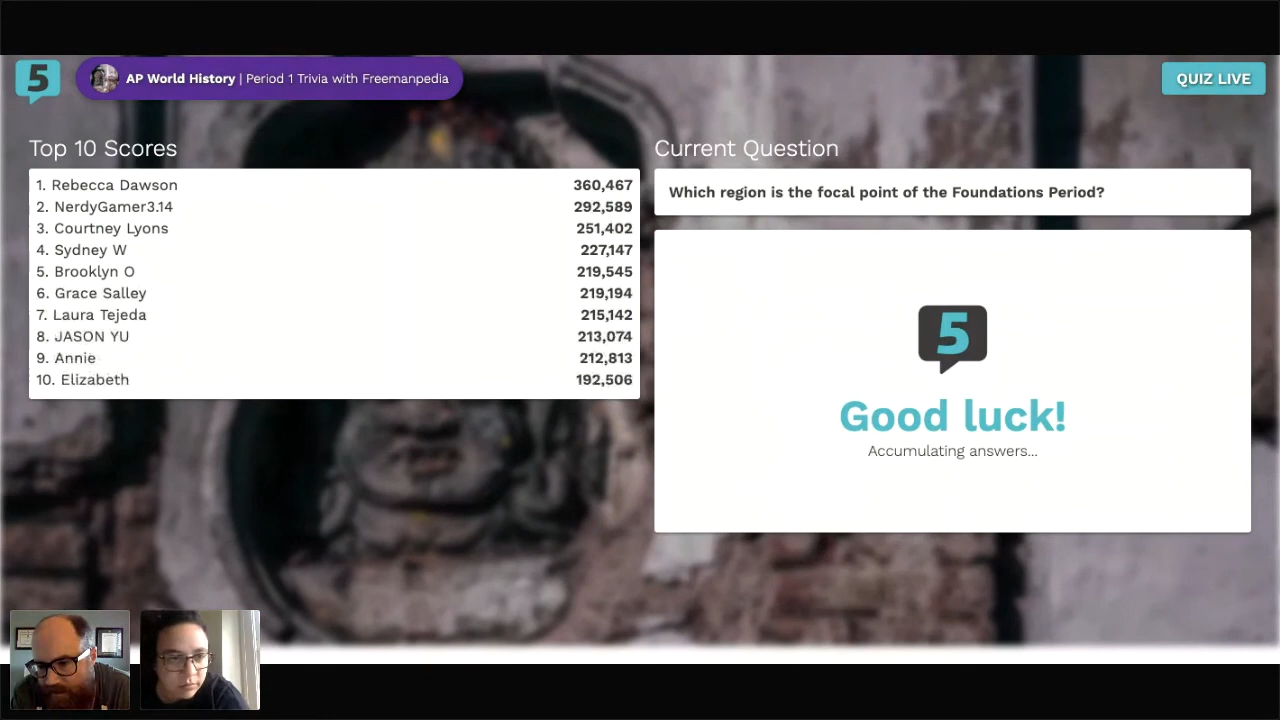 5
AP World History | Period 1 Trivia with Freemanpedia
QUIZ LIVE
Top 10 Scores
1. Rebecca Dawson 360,467
2. NerdyGamer3.14 292,589
3. Courtney Lyons 251,402
4. Sydney W 227,147
5. Brooklyn O 219,545
6. Grace Salley 219,194
7. Laura Tejeda 215,142
8. JASON YU 213,074
9. Annie 212,813
10. Elizabeth 192,506
Current Question
Which region is the focal point of the Foundations Period?
5
Good luck!
Accumulating answers...